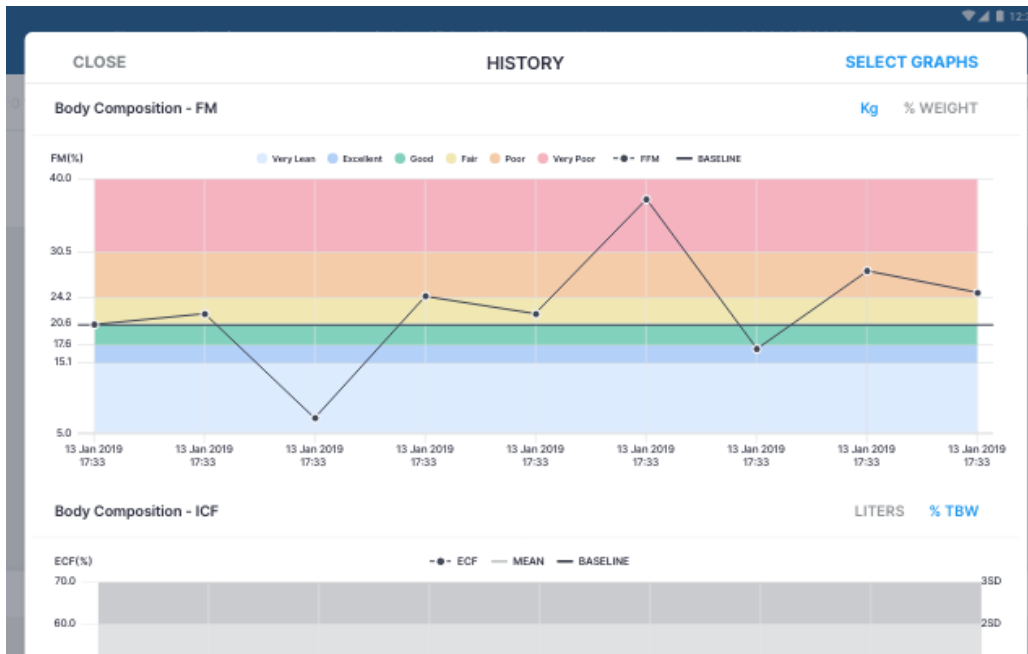 12:
CLOSE HISTORY SELECT GRAPHS
Body Composition - FM Kg % WEIGHT
FM(%) Very Lean Excellent Good Fair Poor Very Poor FFM BASELINE
40.0
30.5
24.2
20.6
17.6
15.1
5.0
13 Jan 2019 13 Jan 2019 13 Jan 2019 13 Jan 2019 13 Jan 2019 13 Jan 2019 13 Jan 2019 13 Jan 2019 13 Jan 2019
17:33 17:33 17:33 17:33 17:33 17:33 17:33 17:33 17:33
Body Composition - ICF LITERS % TBW
ECF(%) ECF MEAN BASELINE
70.0 3SD
60.0 2SD